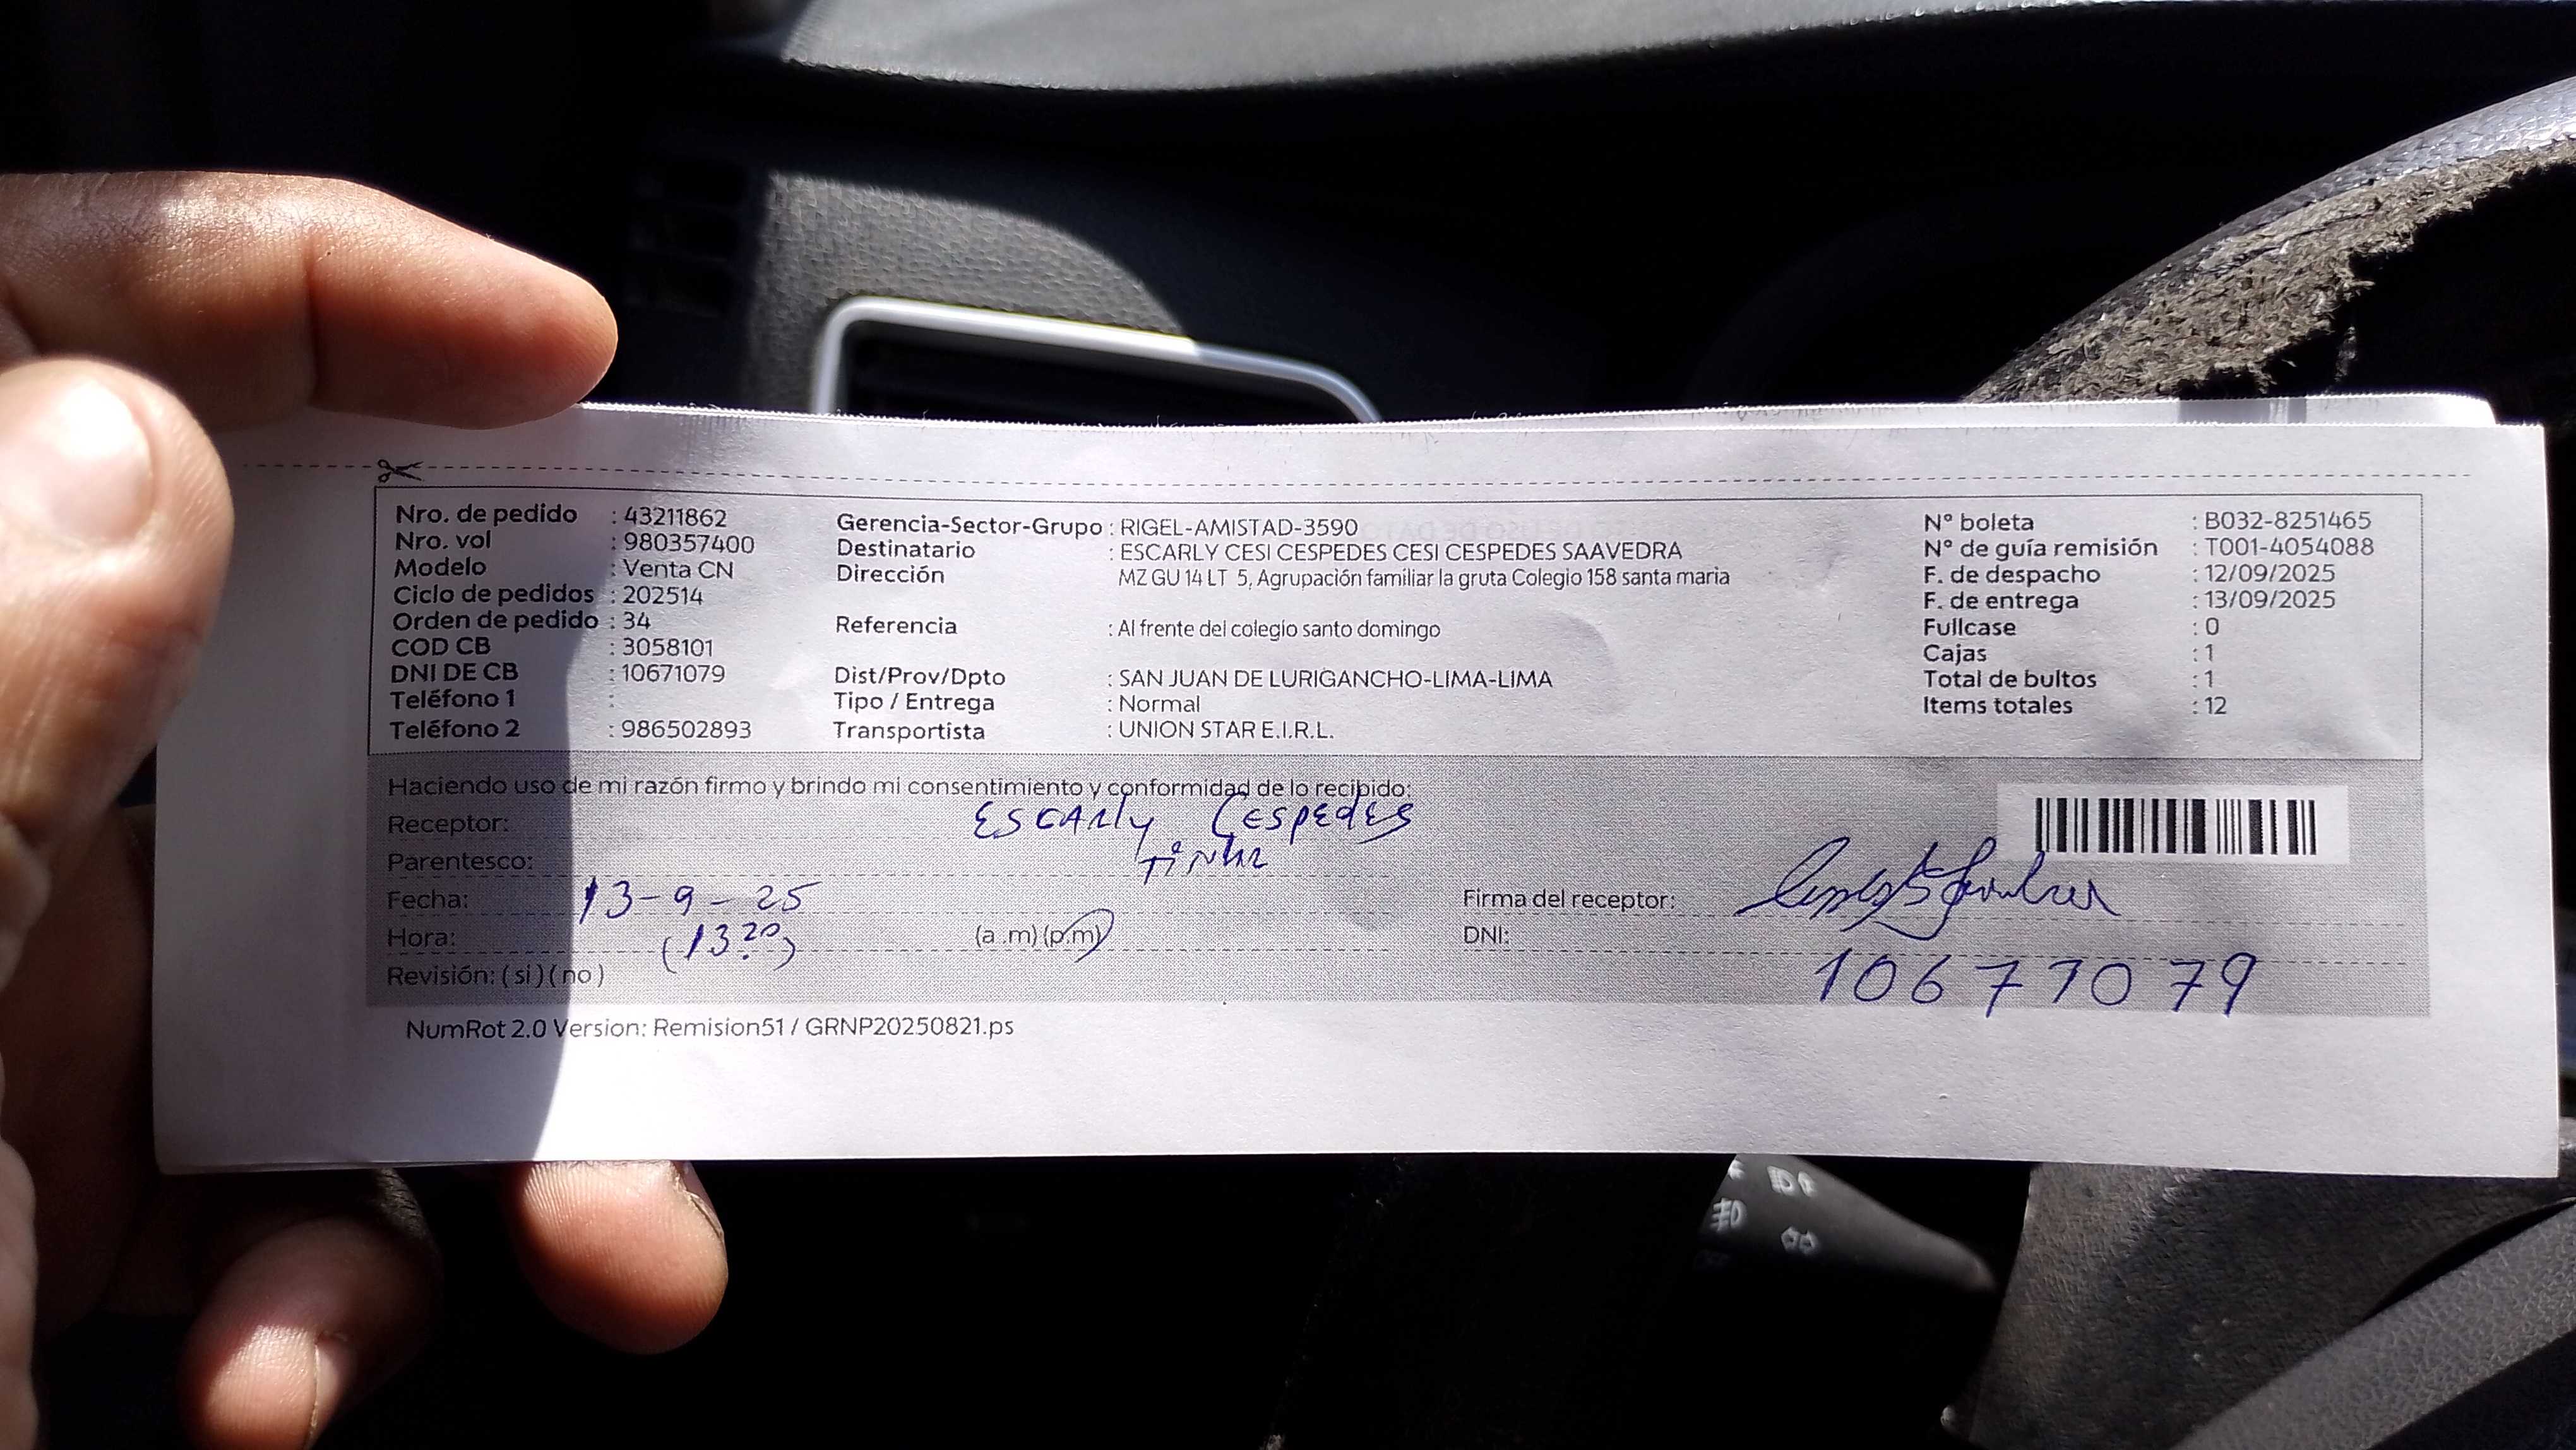 Nro. de pedido : 43211862
Nro. vol : 980357400
Modelo : Venta CN
Ciclo de pedidos : 202514
Orden de pedido : 34
COD CB : 3058101
DNI DE CB : 10671079
Teléfono 1 :
Teléfono 2 : 986502893
Gerencia-Sector-Grupo : RIGEL-AMISTAD-3590
Destinatario : ESCARLY CESI CESPEDES CESI CESPEDES SAAVEDRA
Dirección MZ GU 14 LT 5, Agrupación familiar la gruta Colegio 158 santa maria
Referencia : Al frente del colegio santo domingo
Dist/Prov/Dpto : SAN JUAN DE LURIGANCHO-LIMA-LIMA
Tipo / Entrega : Normal
Transportista : UNION STAR E.I.R.L.
N° boleta : B032-8251465
N° de guía remisión : T001-4054088
F. de despacho : 12/09/2025
F. de entrega : 13/09/2025
Fullcase : 0
Cajas : 1
Total de bultos : 1
Items totales : 12
Haciendo uso de mi razón firmo y brindo mi consentimiento y conformidad de lo recibido:
Receptor: Escarly Cespedes
Parentesco:
Fecha: 13-9-25
Hora: (13 20) (a.m) (p.m)
Revisión: (si) (no)
Firma del receptor:
DNI: 10671079
NumRot 2.0 Version: Remision51 / GRNP20250821.ps